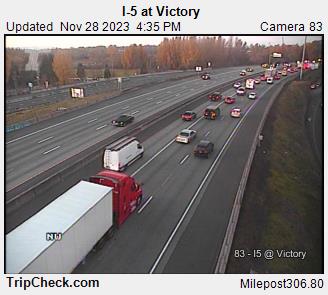 I-5 at Victory
Updated Nov 28 2023 4:35 PM Camera 83
NW
83 - I5 @ Victory
TripCheck.com Milepost306.80